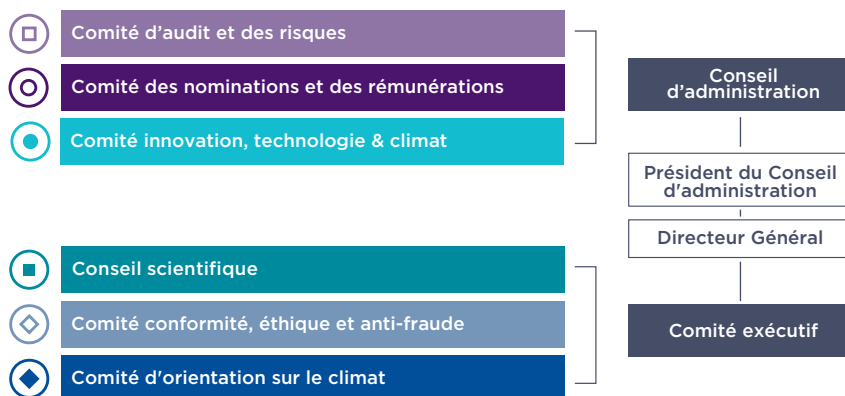 Comité d’audit et des risques
Comité des nominations et des rémunérations
Comité innovation, technologie & climat
Conseil scientifique
Comité conformité, éthique et anti-fraude
Comité d'orientation sur le climat
Conseil
d’administration
Président du Conseil
d'administration
Directeur Général
Comité exécutif